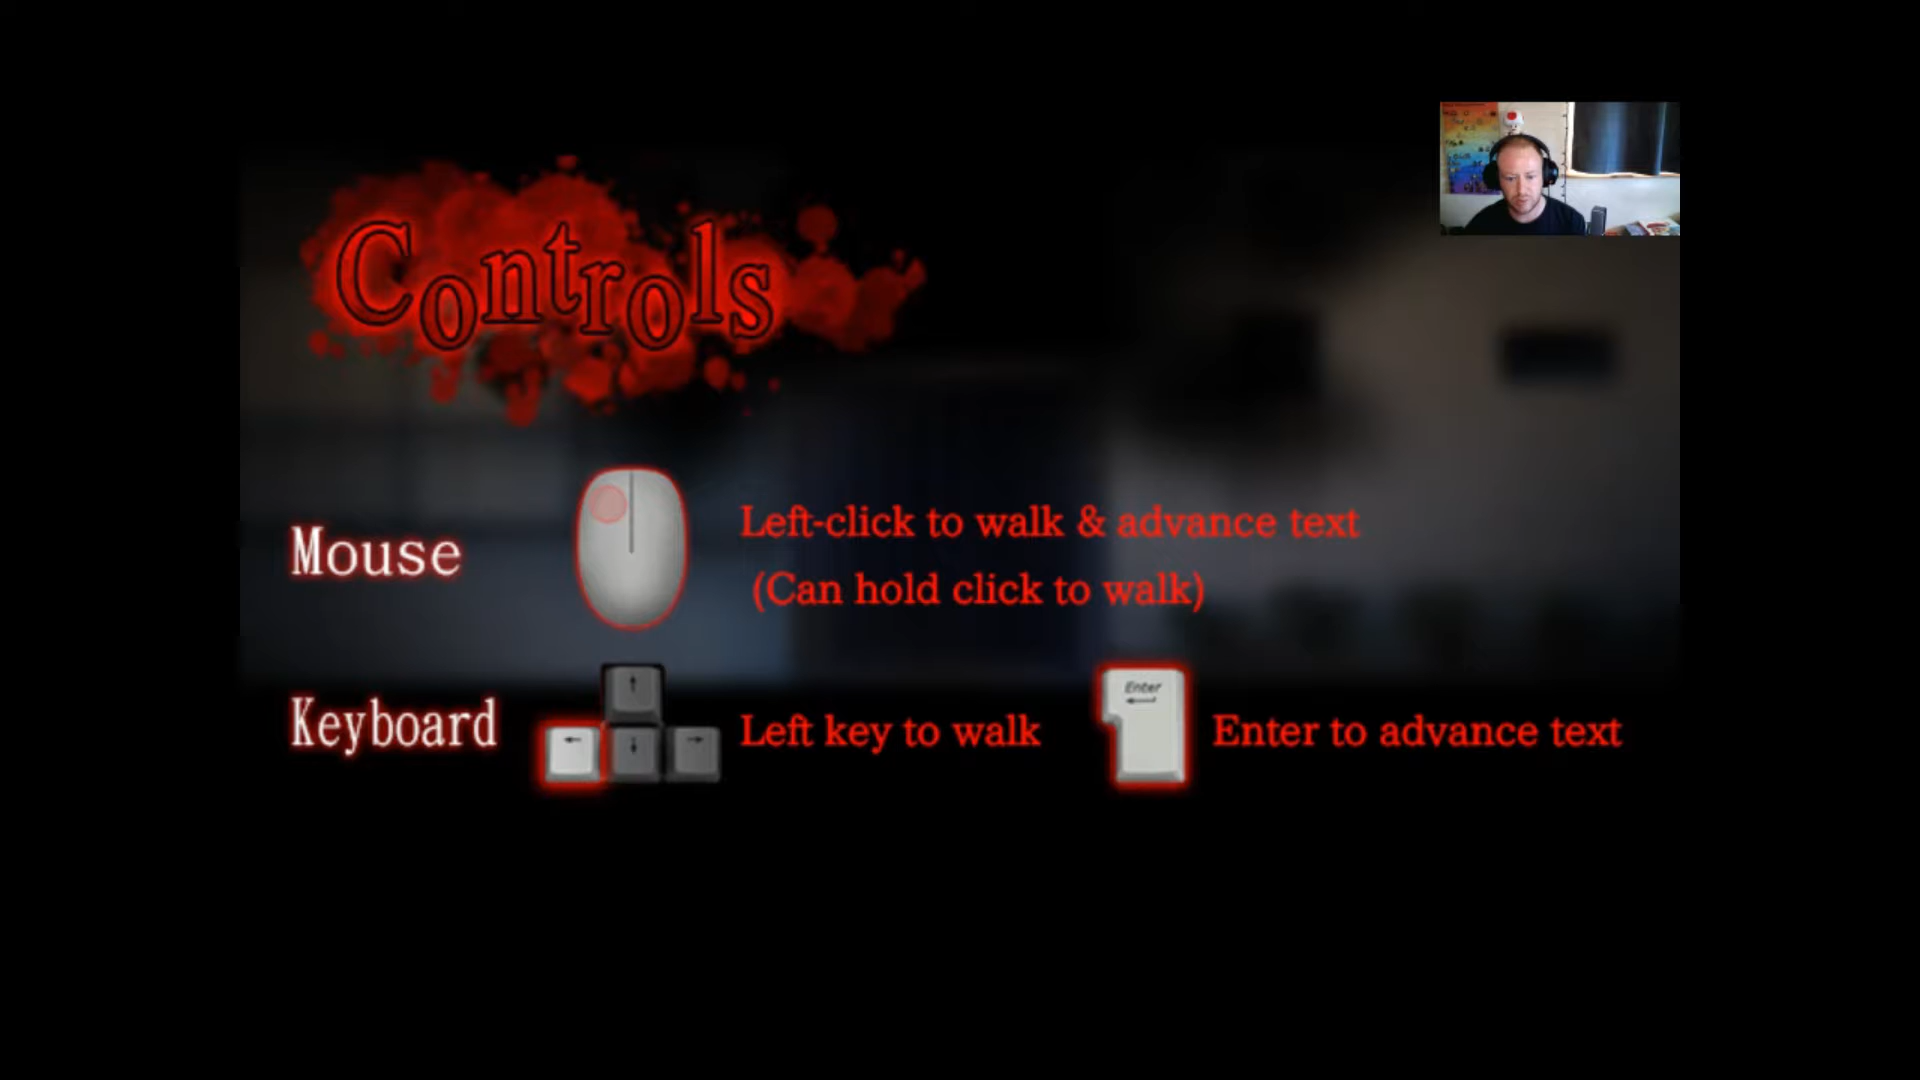 Controls
Mouse
Left-click to walk & advance text
(Can hold click to walk)
Keyboard
Left key to walk
Enter
Enter to advance text